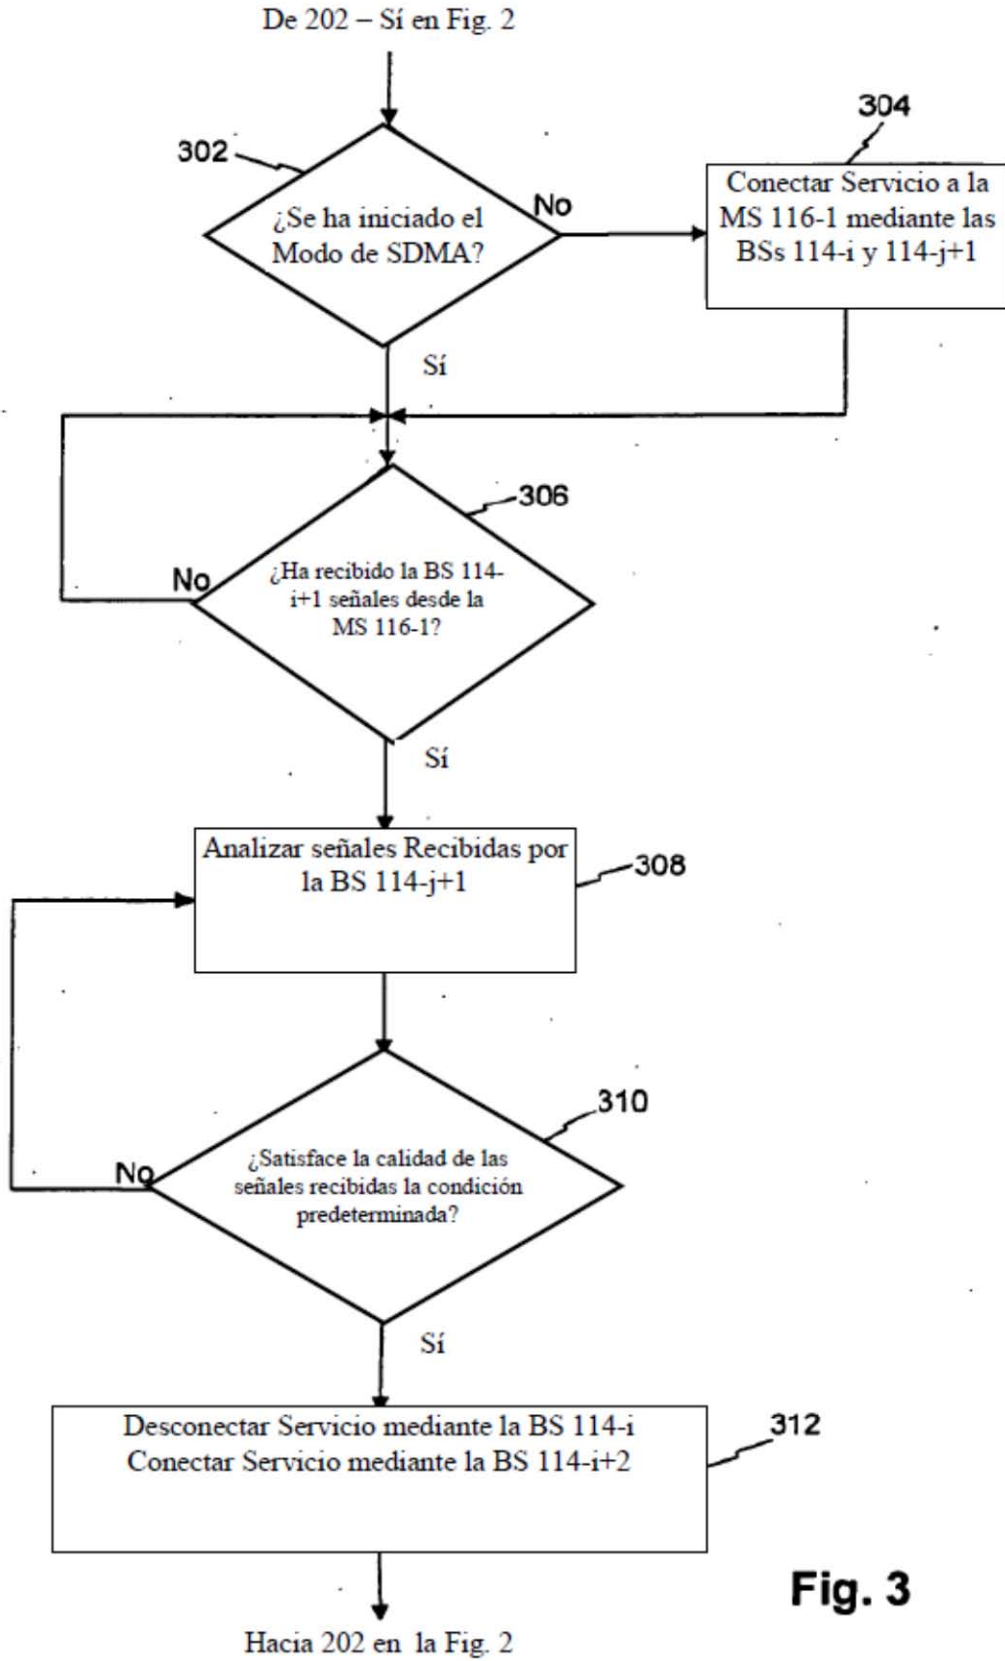 De 202 – Sí en Fig. 2
302
¿Se ha iniciado el
Modo de SDMA?
No
304
Conectar Servicio a la
MS 116-1 mediante las
BSs 114-i y 114-j+1
Sí
306
¿Ha recibido la BS 114-
i+1 señales desde la
MS 116-1?
No
Sí
Analizar señales Recibidas por
la BS 114-j+1
308
310
¿Satisface la calidad de las
señales recibidas la condición
predeterminada?
No
Sí
Desconectar Servicio mediante la BS 114-i
Conectar Servicio mediante la BS 114-i+2
312
Fig. 3
Hacia 202 en la Fig. 2